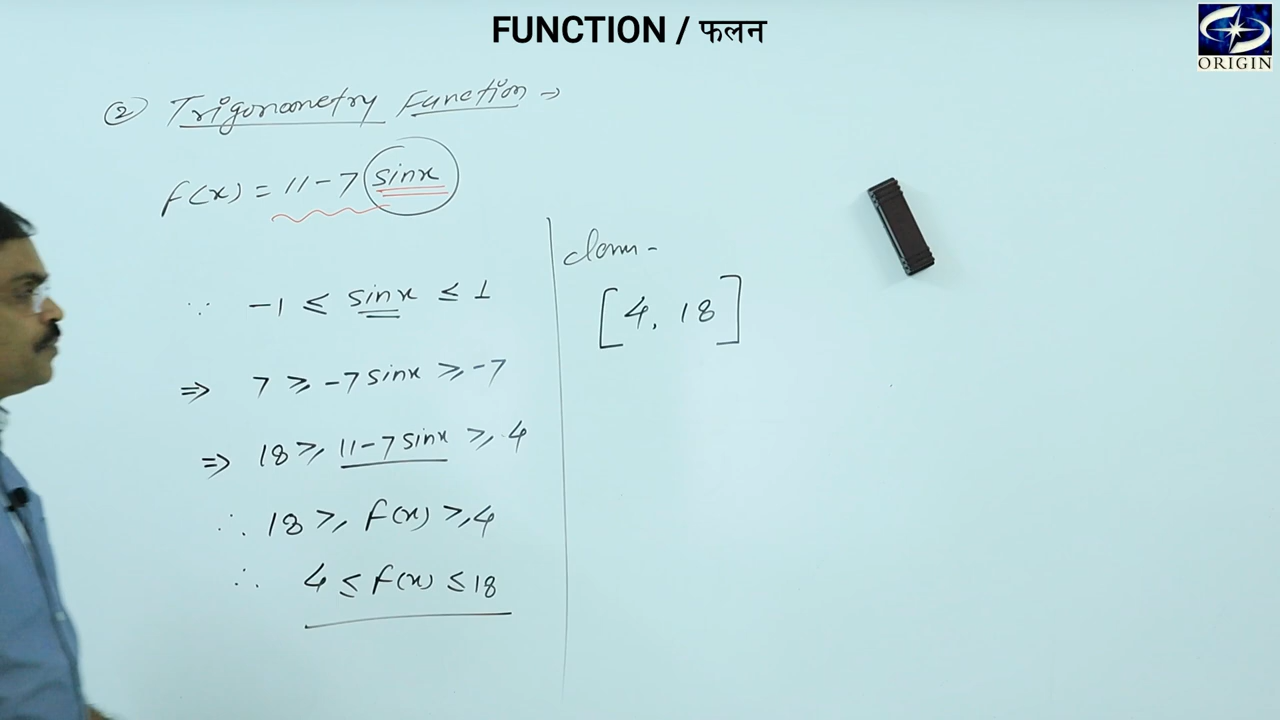 FUNCTION / फलन
ORIGIN
② Trigonometry Function →
f(x) = 11 - 7 sinx
∵ -1 ≤ sinx ≤ 1
⇒ 7 ≥ -7 sinx ≥ -7
⇒ 18 ≥ 11-7 sinx ≥ 4
∴ 18 ≥ f(x) ≥ 4
∴ 4 ≤ f(x) ≤ 18
[4, 18]